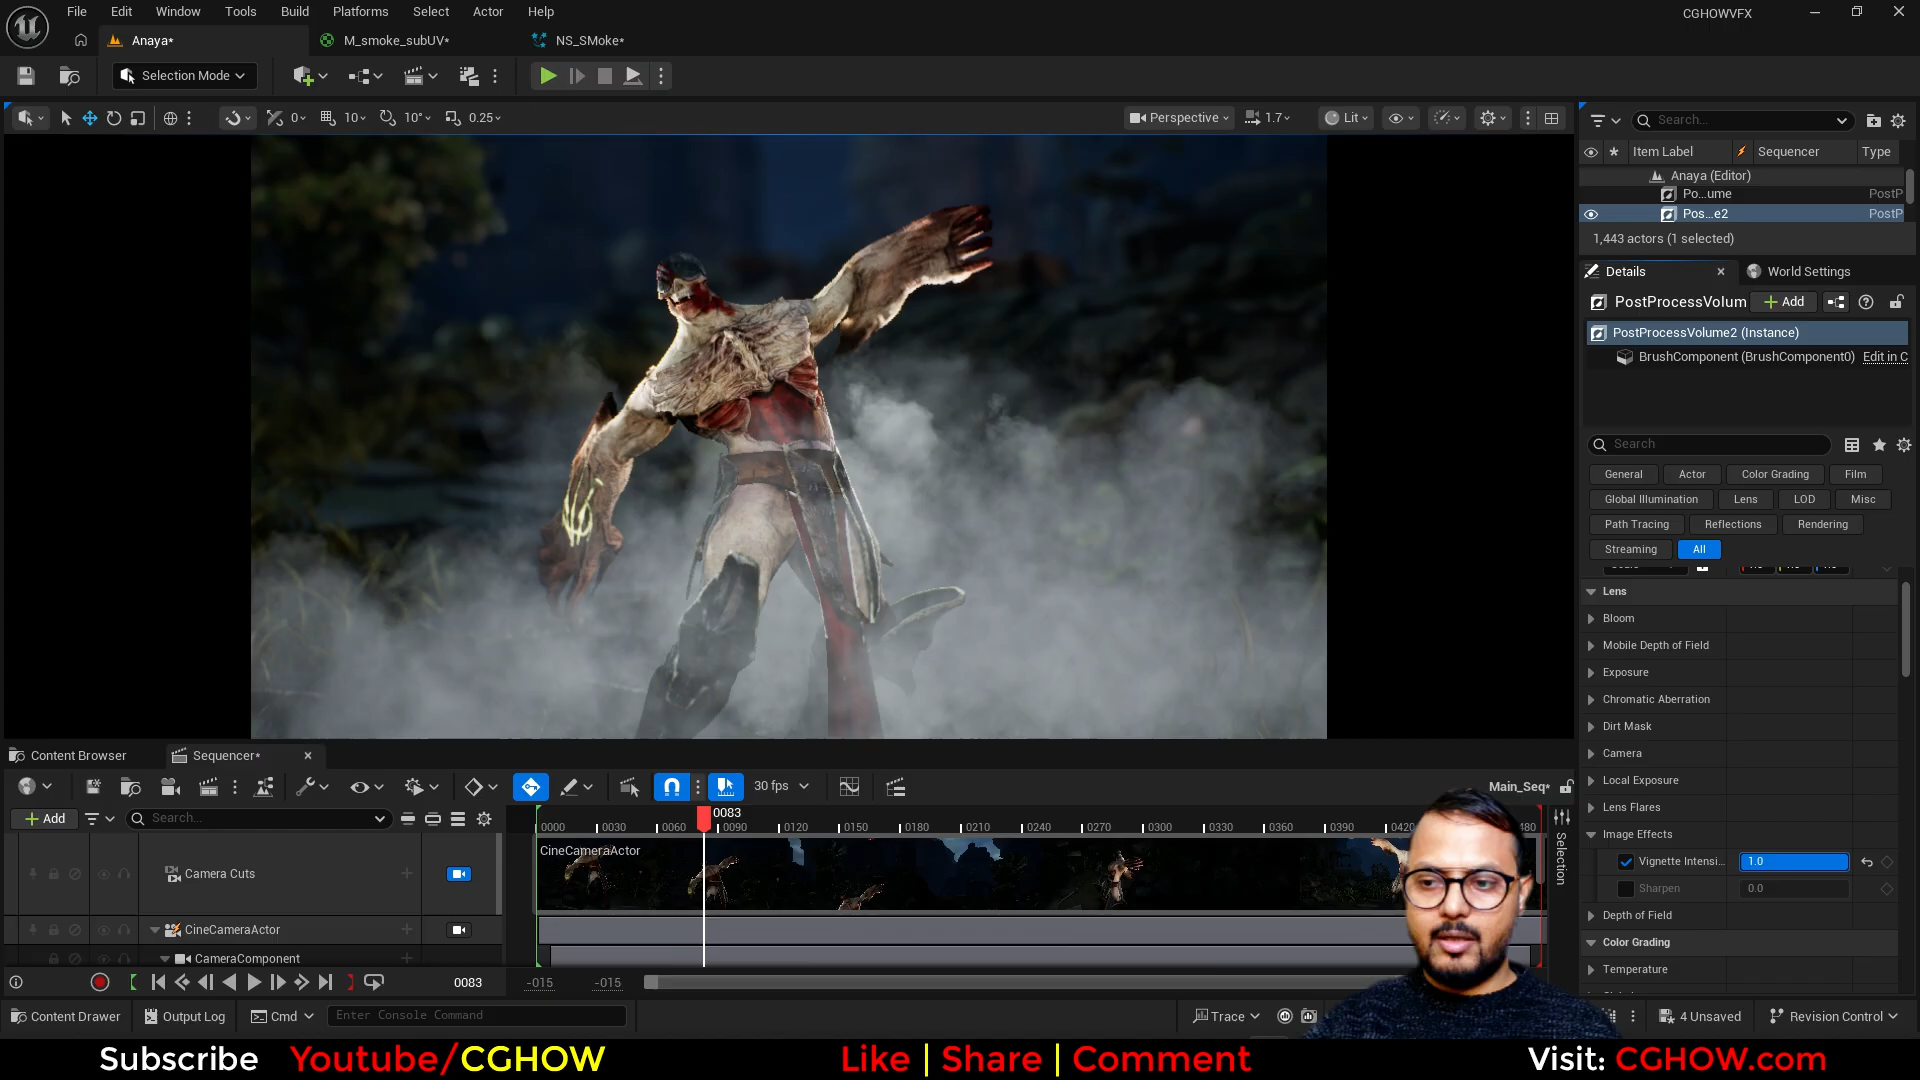 File Edit Window Tools Build Platforms Select Actor Help
CGHOWVFX
Anaya*
M_smoke_subUV*
NS_SMoke*
Selection Mode
0 10 10° 0.25
Perspective 1.7 Lit
Search...
Item Label Sequencer Type
Anaya (Editor)
Po...ume PostP
Pos...e2 PostP
1,443 actors (1 selected)
Details
World Settings
PostProcessVolum
Add
PostProcessVolume2 (Instance)
BrushComponent (BrushComponent0) Edit in C
Search
General Actor Color Grading Film
Global Illumination Lens LOD Misc
Path Tracing Reflections Rendering
Streaming All
Lens
Bloom
Mobile Depth of Field
Exposure
Chromatic Aberration
Dirt Mask
Camera
Local Exposure
Lens Flares
Image Effects
Vignette Intensi... 1.0
Sharpen 0.0
Depth of Field
Color Grading
Temperature
Content Browser
Sequencer*
30 fps
Main_Seq*
Add
Search...
0083
0000 0030 0060 0090 0120 0150 0180 0210 0240 0270 0300 0330 0360 0390 0420 480
CineCameraActor
Selection
Camera Cuts
CineCameraActor
CameraComponent
0083
-015 -015
Content Drawer
Output Log
Cmd
Enter Console Command
Trace
4 Unsaved
Revision Control
Subscribe Youtube/CGHOW
Like | Share | Comment
Visit: CGHOW.com